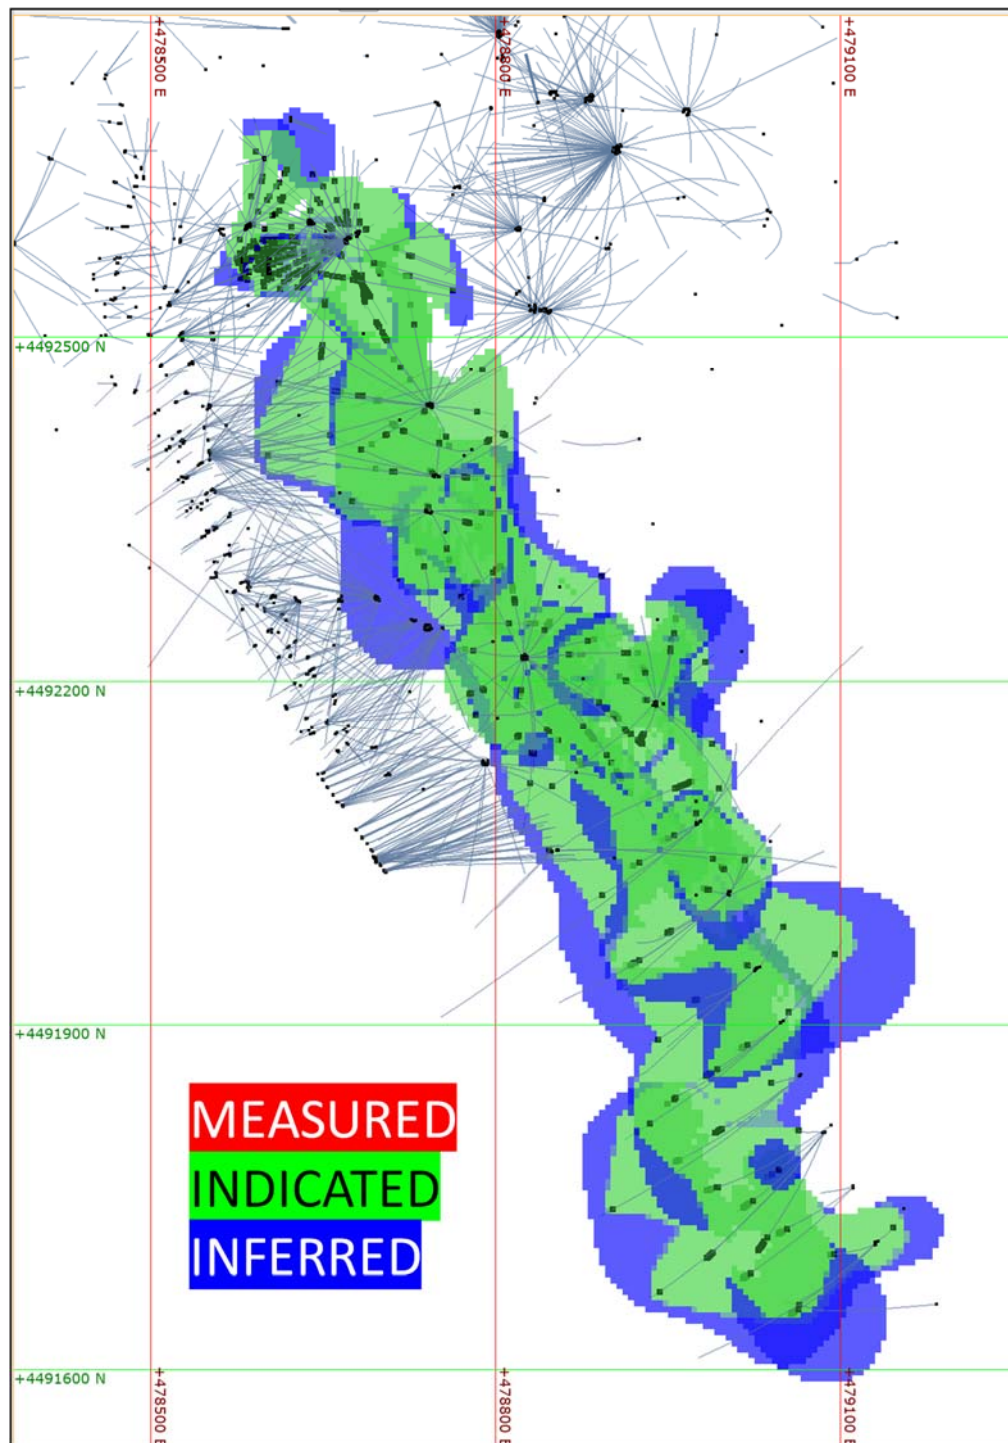 +478500 E
+478800 E
+479100 E
+4492500 N
+4492200 N
+4491900 N
MEASURED
INDICATED
INFERRED
+4491600 N
+478500 E
+478800 E
+479100 E